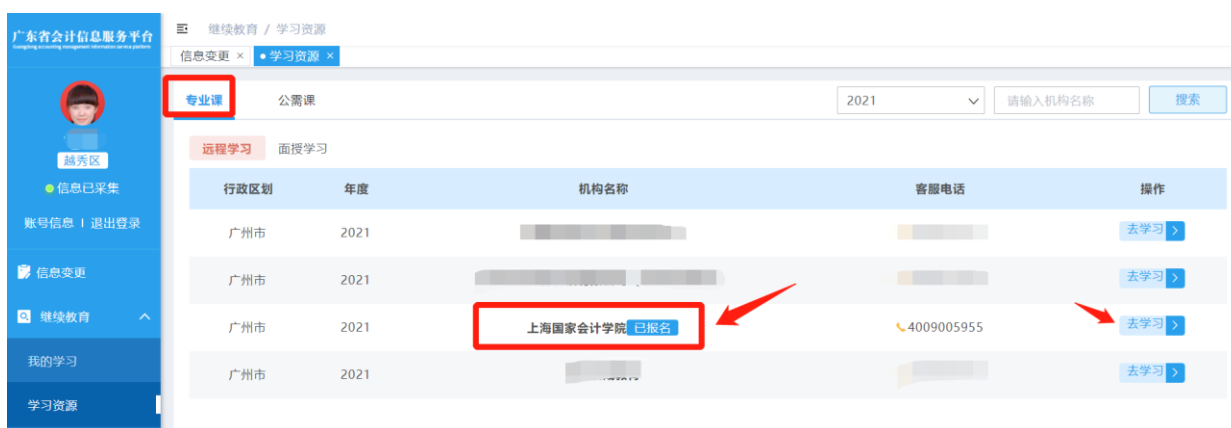 广东省会计信息服务平台
继续教育 / 学习资源
信息变更 × 学习资源 ×
专业课 公需课 2021 请输入机构名称 搜索
远程学习 面授学习
越秀区
信息已采集
账号信息 | 退出登录
信息变更
继续教育
我的学习
学习资源
行政区划 年度 机构名称 客服电话 操作
广州市 2021 去学习 >
广州市 2021 去学习 >
广州市 2021 上海国家会计学院 已报名 4009005955 去学习 >
广州市 2021 去学习 >